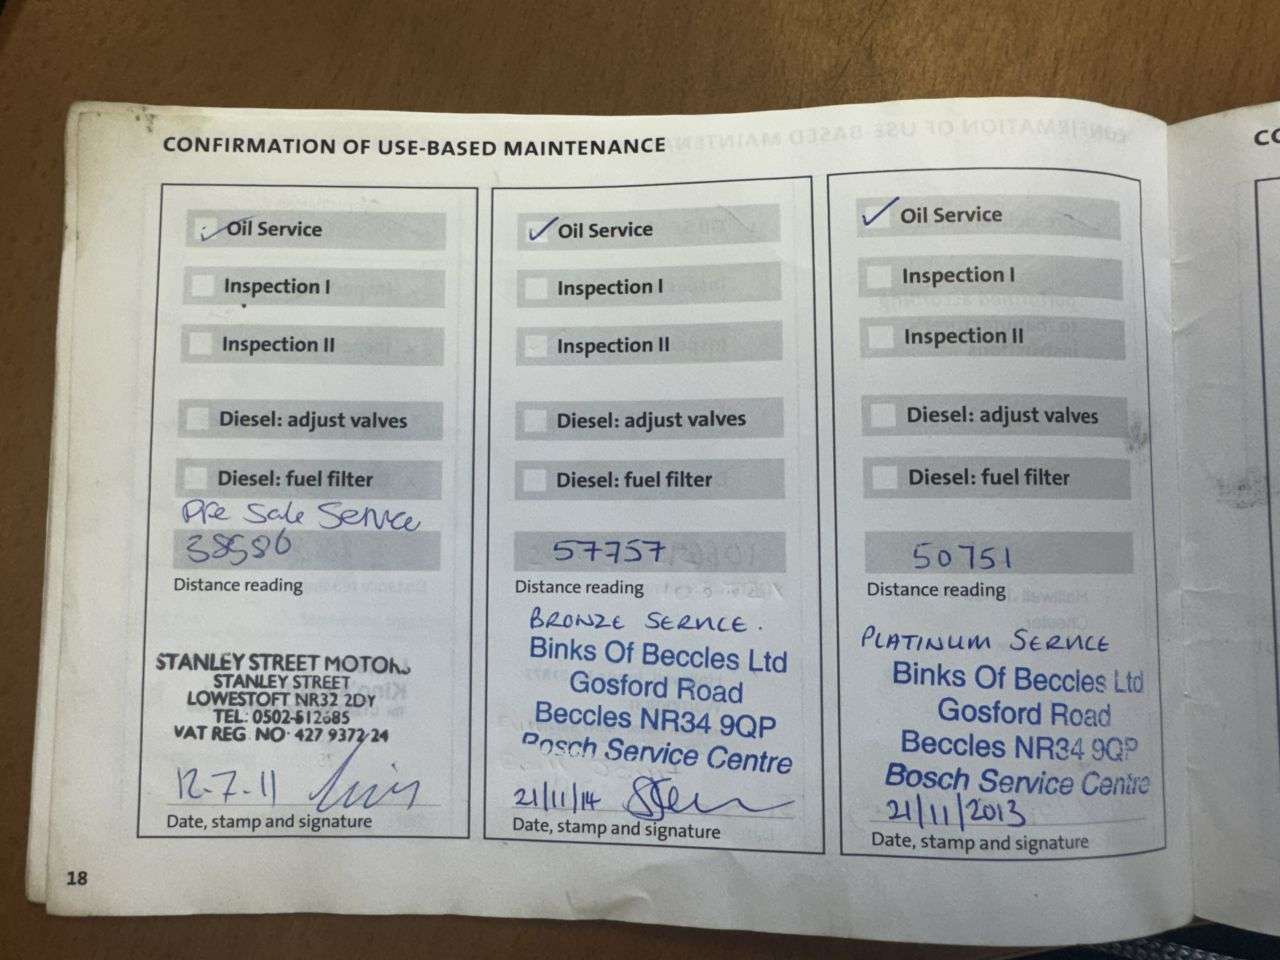 CONFIRMATION OF USE-BASED MAINTENANCE
Oil Service
Inspection I
Inspection II
Diesel: adjust valves
Diesel: fuel filter
Pre Sale Service
38586
Distance reading
STANLEY STREET MOTORS
STANLEY STREET
LOWESTOFT NR32 2DY
TEL: 0502-512685
VAT REG. NO. 427 9372 24
12-7-11
Date, stamp and signature
Oil Service
Inspection I
Inspection II
Diesel: adjust valves
Diesel: fuel filter
57757
Distance reading
BRONZE SERVICE.
Binks Of Beccles Ltd
Gosford Road
Beccles NR34 9QP
Bosch Service Centre
21/11/14
Date, stamp and signature
Oil Service
Inspection I
Inspection II
Diesel: adjust valves
Diesel: fuel filter
50751
Distance reading
PLATINUM SERVICE
Binks Of Beccles Ltd
Gosford Road
Beccles NR34 9QP
Bosch Service Centre
21/11/2013
Date, stamp and signature
18